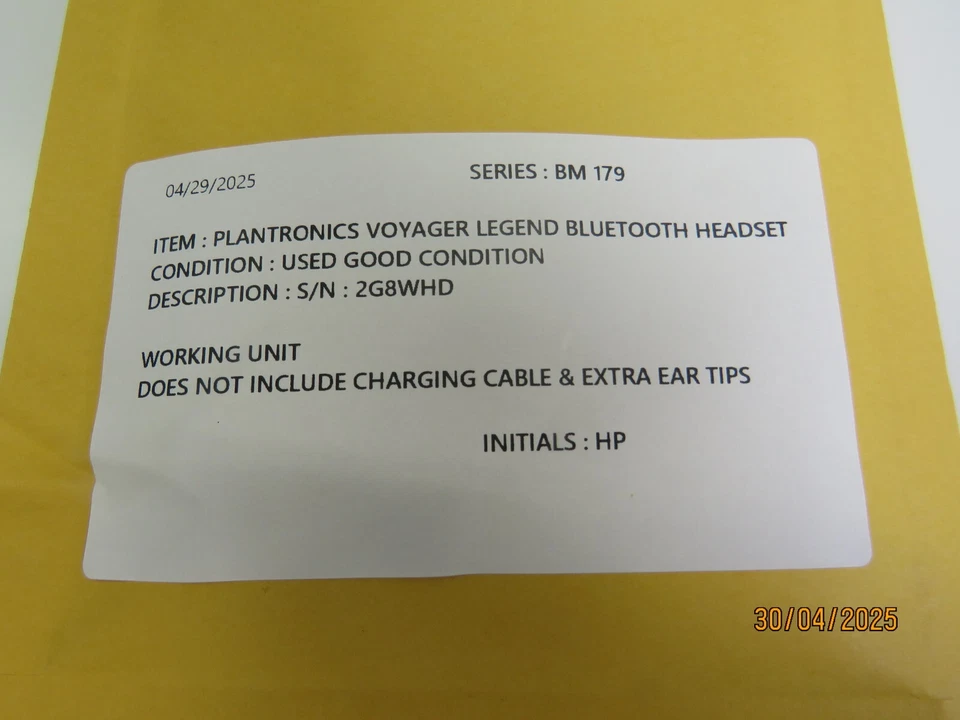 04/29/2025 SERIES : BM 179
ITEM : PLANTRONICS VOYAGER LEGEND BLUETOOTH HEADSET
CONDITION : USED GOOD CONDITION
DESCRIPTION : S/N : 2G8WHD
WORKING UNIT
DOES NOT INCLUDE CHARGING CABLE & EXTRA EAR TIPS
INITIALS : HP
30/04/2025